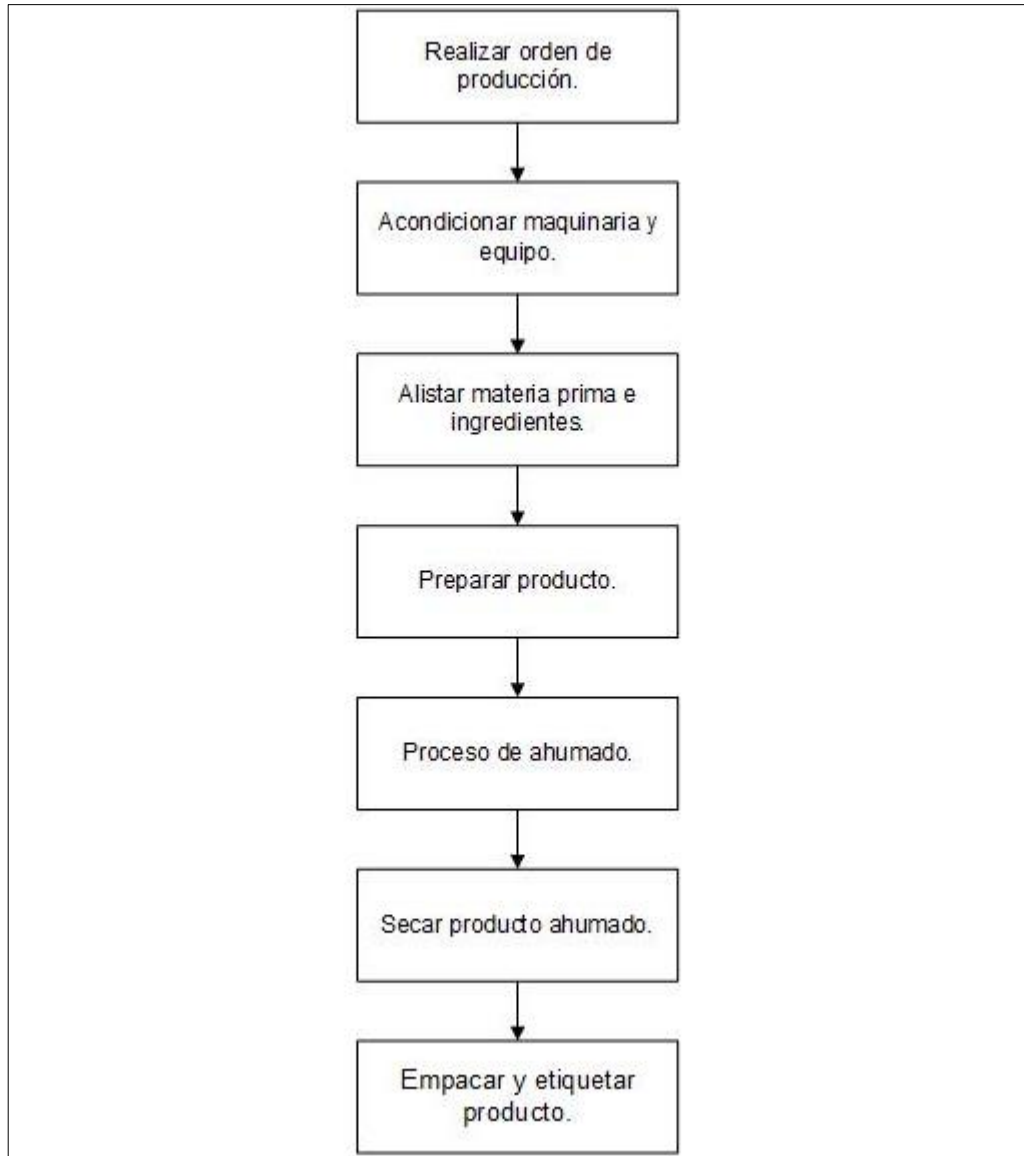 Realizar orden de
producción.
Acondicionar maquinaria y
equipo.
Alistar materia prima e
ingredientes.
Preparar producto.
Proceso de ahumado.
Secar producto ahumado.
Empacar y etiquetar
producto.